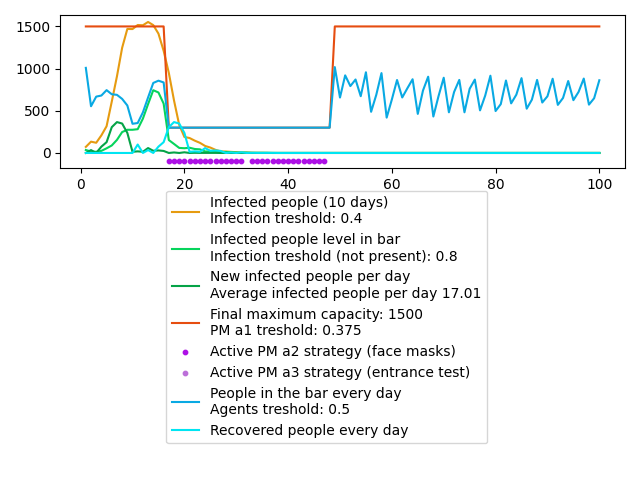 1500
1000
500
0
0 20 40 60 80 100
Infected people (10 days)
Infection treshold: 0.4
Infected people level in bar
Infection treshold (not present): 0.8
New infected people per day
Average infected people per day 17.01
Final maximum capacity: 1500
PM a1 treshold: 0.375
Active PM a2 strategy (face masks)
Active PM a3 strategy (entrance test)
People in the bar every day
Agents treshold: 0.5
Recovered people every day